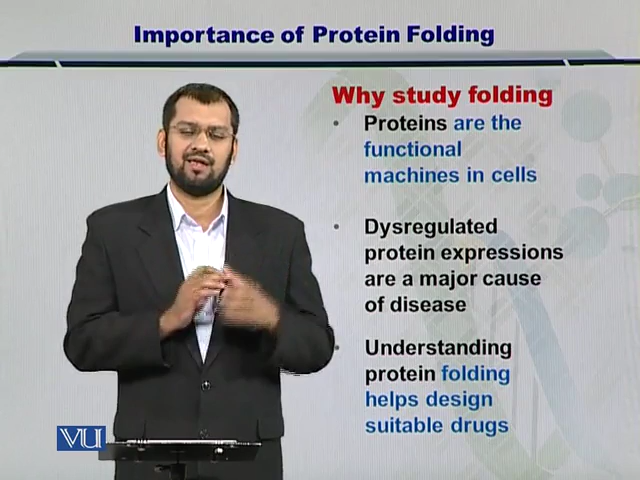 Importance of Protein Folding
Why study folding
• Proteins are the
functional
machines in cells
• Dysregulated
protein expressions
are a major cause
of disease
• Understanding
protein folding
helps design
suitable drugs
VU